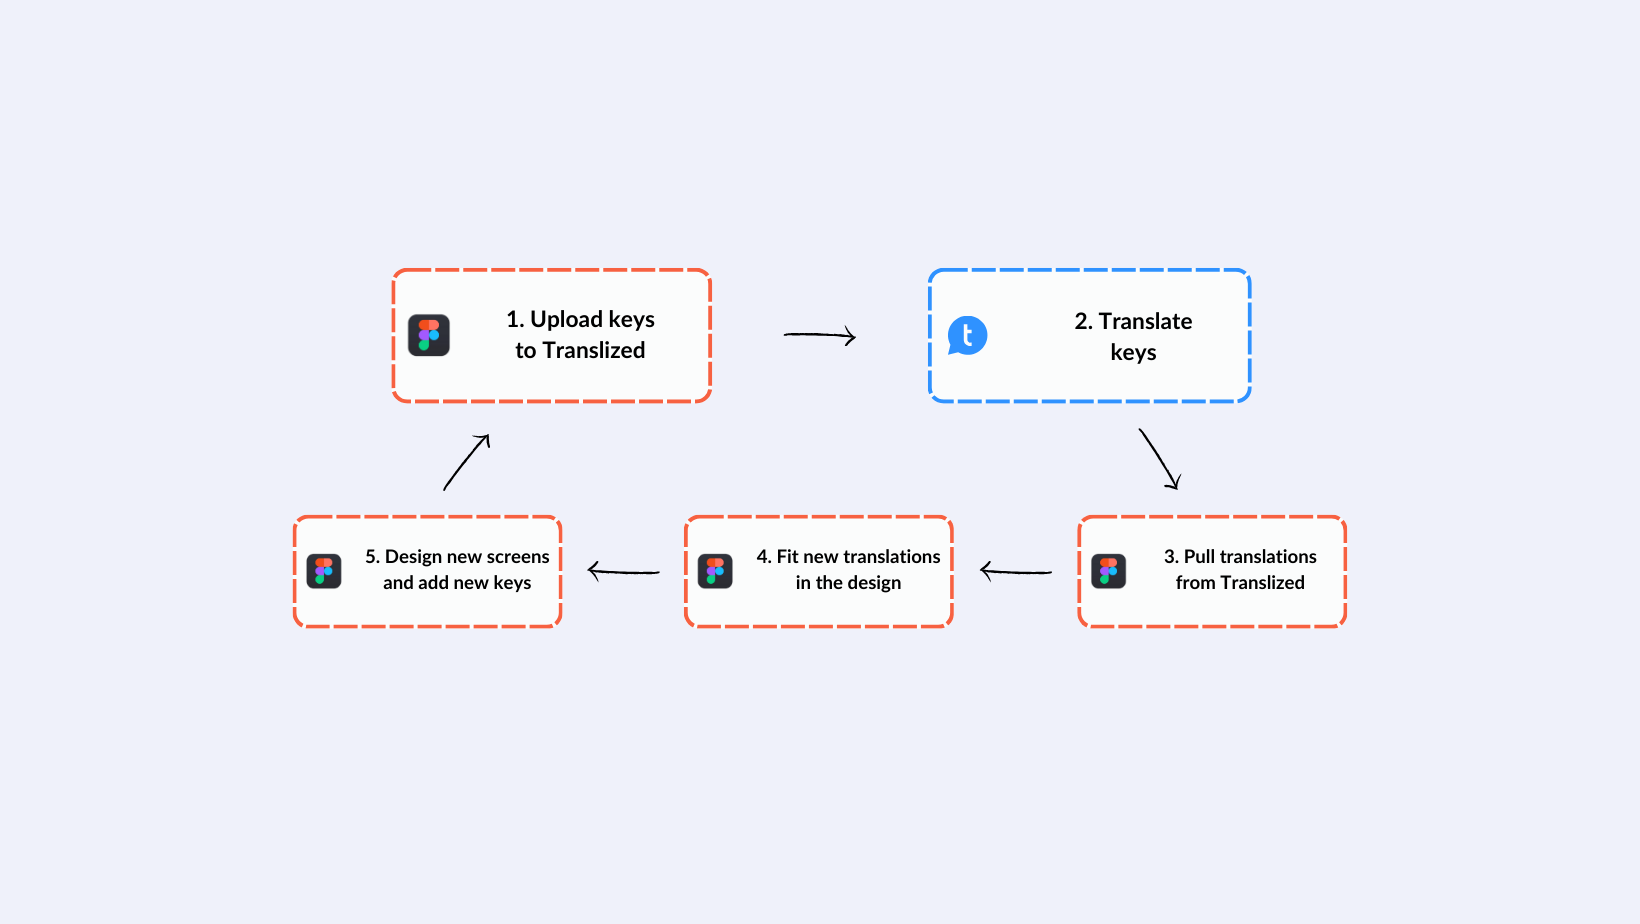 1. Upload keys
to Translized
2. Translate
keys
3. Pull translations
from Translized
4. Fit new translations
in the design
5. Design new screens
and add new keys